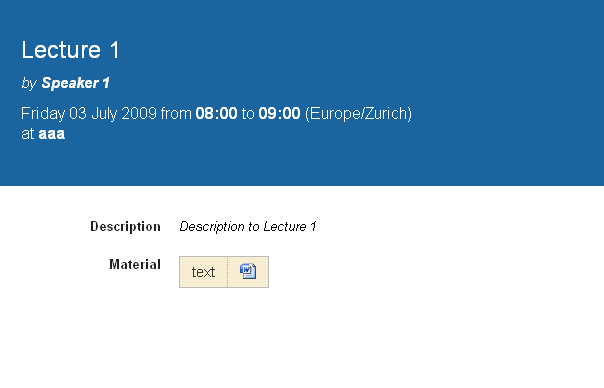 Lecture 1
by Speaker 1
Friday 03 July 2009 from 08:00 to 09:00 (Europe/Zurich)
at aaa
Description Description to Lecture 1
Material text W